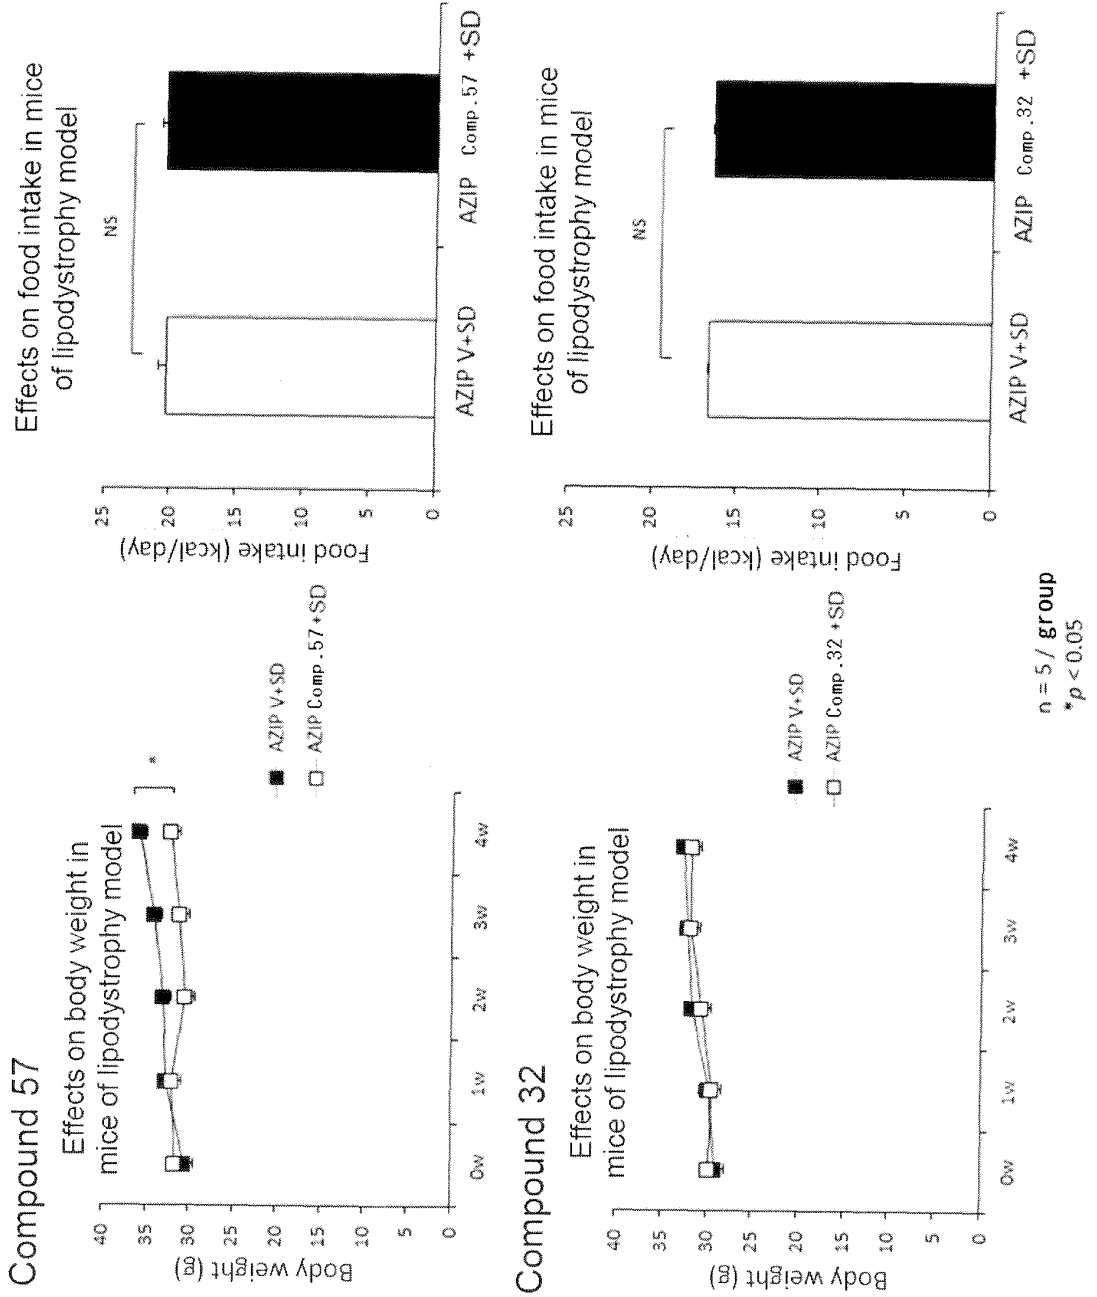 Compound 57
Effects on body weight in
mice of lipodystrophy model
Body weight (g)
40
35
30
25
20
15
10
5
0
0w
1w
2w
3w
4w
*
AZIP V+SD
AZIP Comp.57+SD
Effects on food intake in mice
of lipodystrophy model
Food intake (kcal/day)
25
20
15
10
5
0
NS
AZIP V+SD
AZIP Comp.57 +SD
Compound 32
Effects on body weight in
mice of lipodystrophy model
Body weight (g)
40
35
30
25
20
15
10
5
0
0w
1w
2w
3w
4w
AZIP V+SD
AZIP Comp.32 +SD
Effects on food intake in mice
of lipodystrophy model
Food intake (kcal/day)
25
20
15
10
5
0
NS
AZIP V+SD
AZIP Comp.32 +SD
n = 5 / group
*p < 0.05